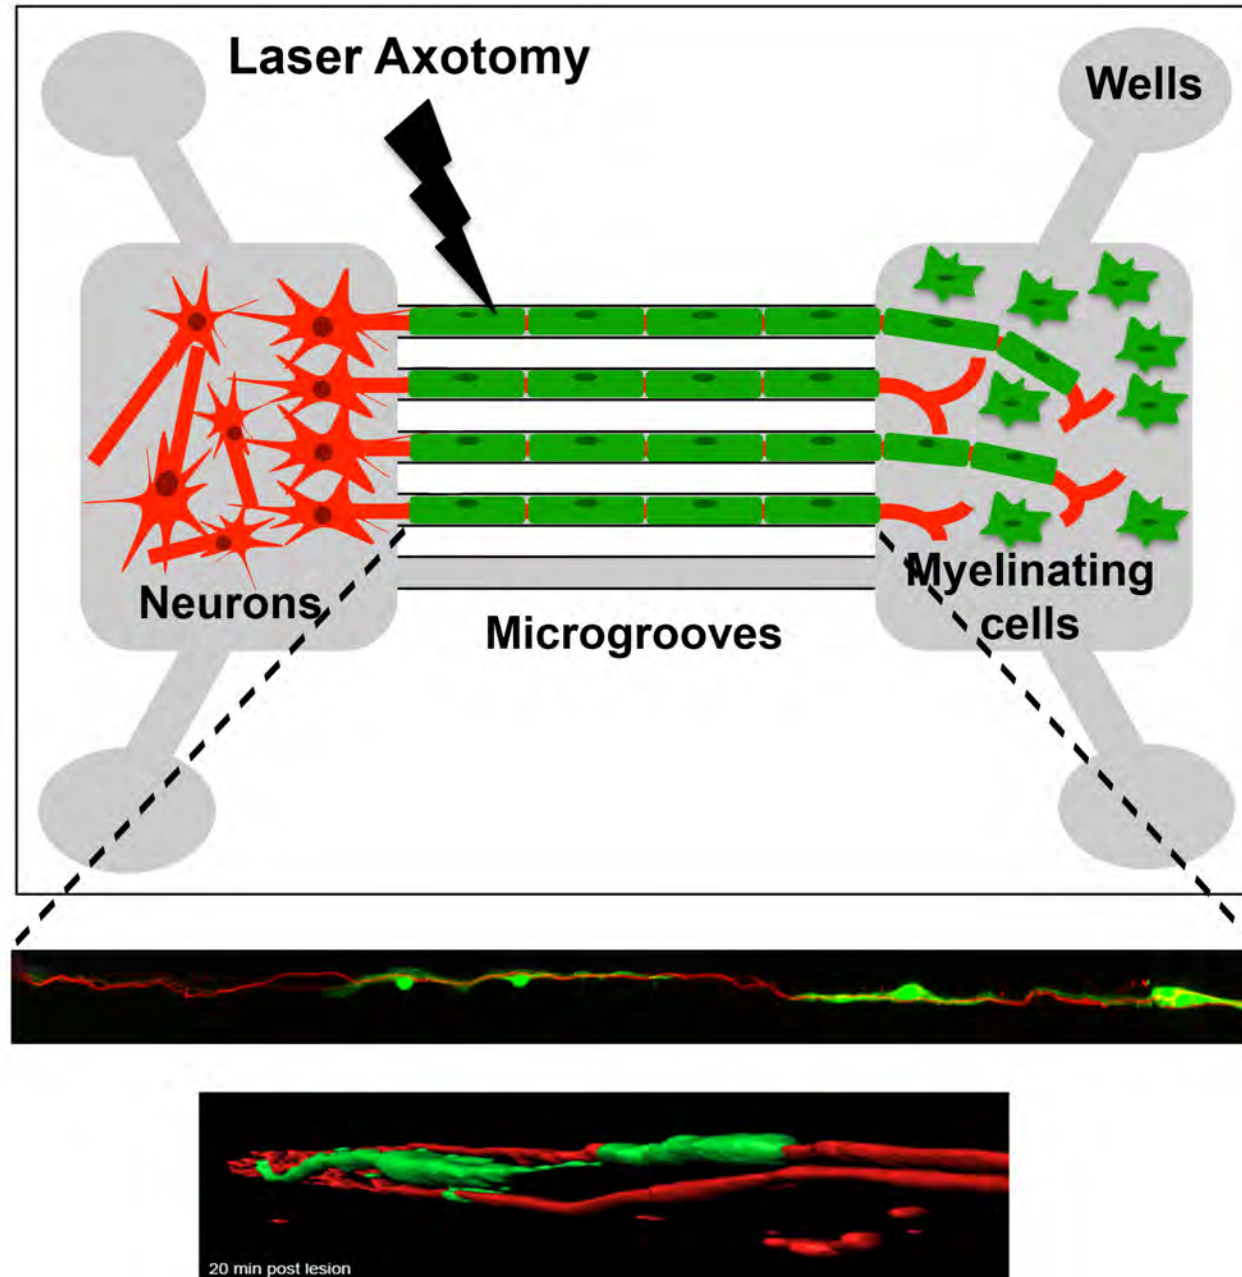 Laser Axotomy
Wells
Neurons
Microgrooves
Myelinating
cells
20 min post lesion